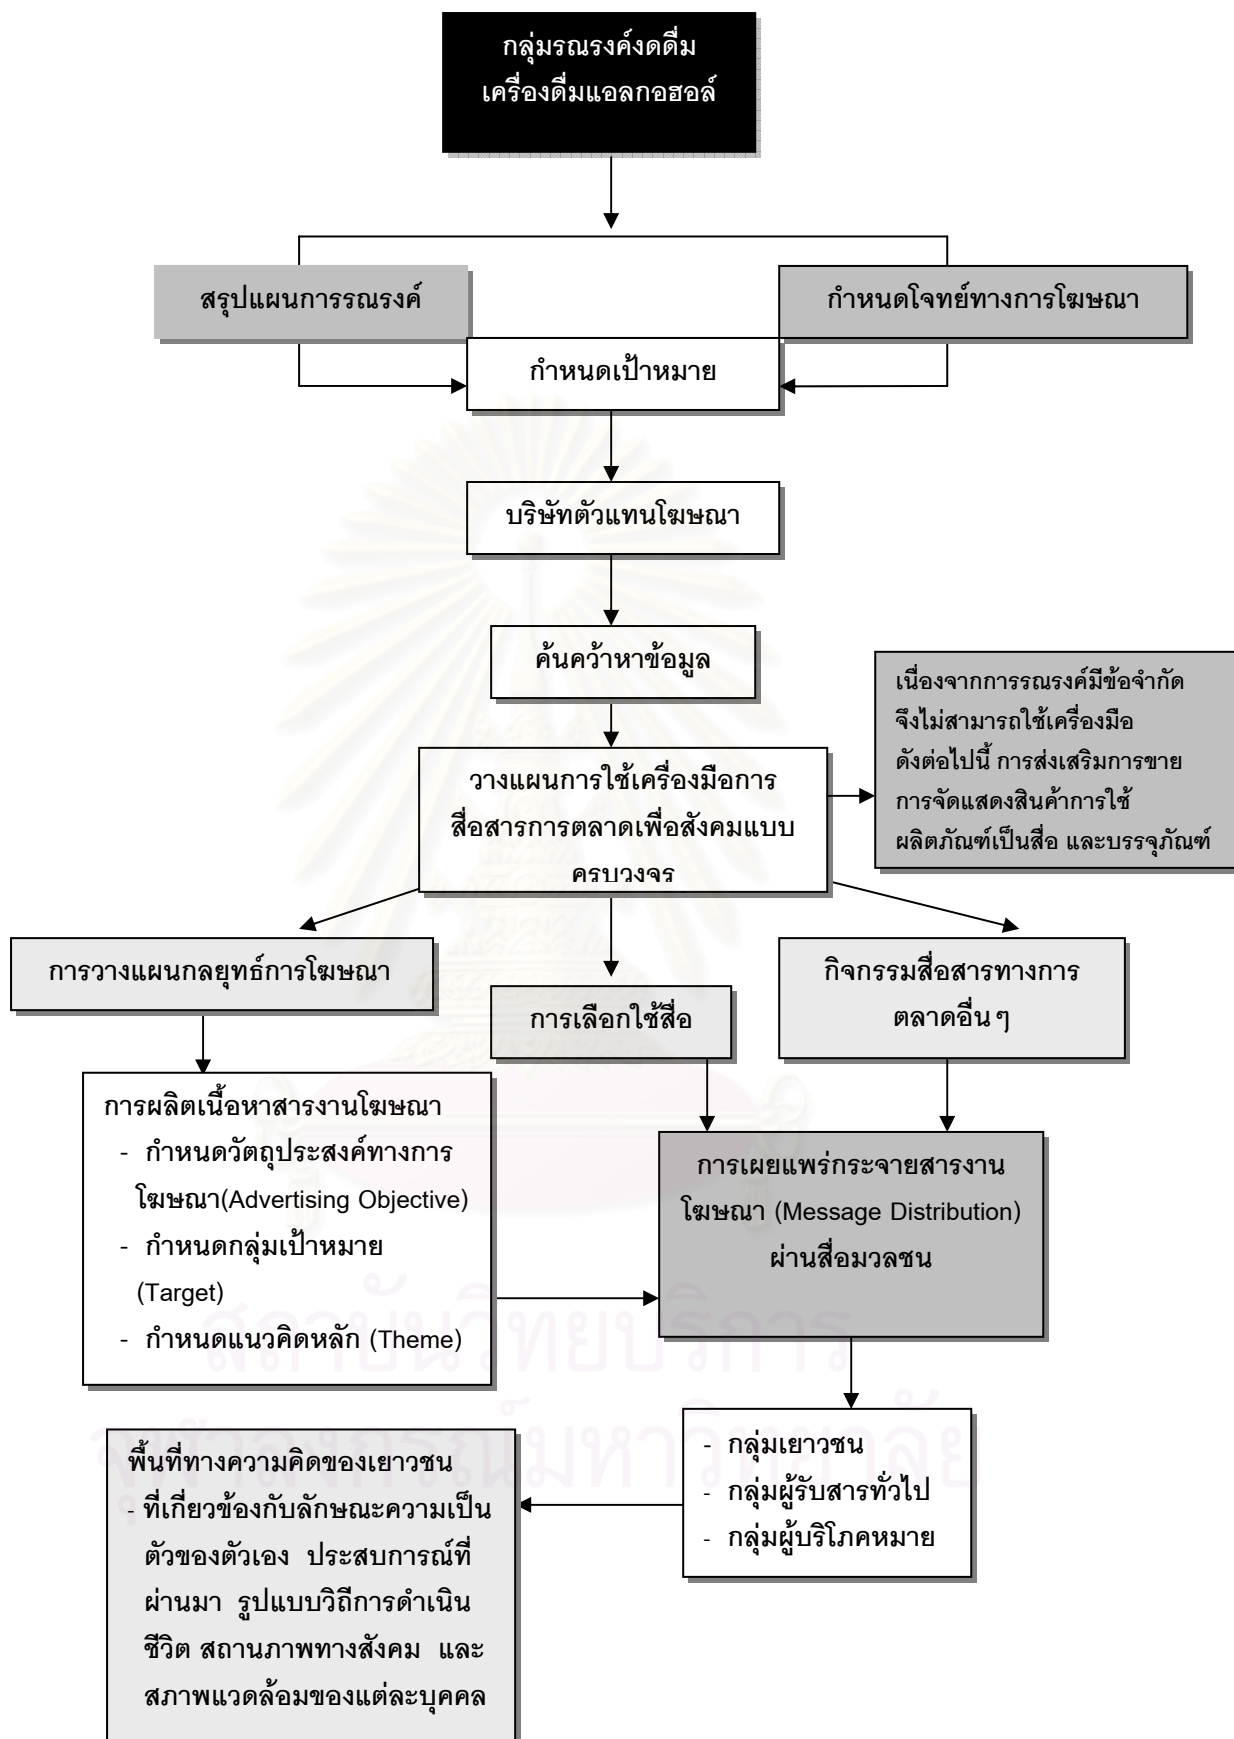 กลุ่มรณรงค์งดดื่ม
เครื่องดื่มแอลกอฮอล์
สรุปแผนการรณรงค์
กำหนดโจทย์ทางการโฆษณา
กำหนดเป้าหมาย
บริษัทตัวแทนโฆษณา
ค้นคว้าหาข้อมูล
เนื่องจากการรณรงค์มีข้อจำกัด
จึงไม่สามารถใช้เครื่องมือ
ดังต่อไปนี้ การส่งเสริมการขาย
การจัดแสดงสินค้าการใช้
ผลิตภัณฑ์เป็นสื่อ และบรรจุภัณฑ์
วางแผนการใช้เครื่องมือการ
สื่อสารการตลาดเพื่อสังคมแบบ
ครบวงจร
การวางแผนกลยุทธ์การโฆษณา
การเลือกใช้สื่อ
กิจกรรมสื่อสารทางการ
ตลาดอื่นๆ
การผลิตเนื้อหาสารงานโฆษณา
- กำหนดวัตถุประสงค์ทางการ
โฆษณา(Advertising Objective)
- กำหนดกลุ่มเป้าหมาย
(Target)
- กำหนดแนวคิดหลัก (Theme)
การเผยแพร่กระจายสารงาน
โฆษณา (Message Distribution)
ผ่านสื่อมวลชน
- กลุ่มเยาวชน
- กลุ่มผู้รับสารทั่วไป
- กลุ่มผู้บริโภคหมาย
พื้นที่ทางความคิดของเยาวชน
- ที่เกี่ยวข้องกับลักษณะความเป็น
ตัวของตัวเอง ประสบการณ์ที่
ผ่านมา รูปแบบวิถีการดำเนิน
ชีวิต สถานภาพทางสังคม และ
สภาพแวดล้อมของแต่ละบุคคล
สถาบันวิทยบริการ
จุฬาลงกรณ์มหาวิทยาลัย